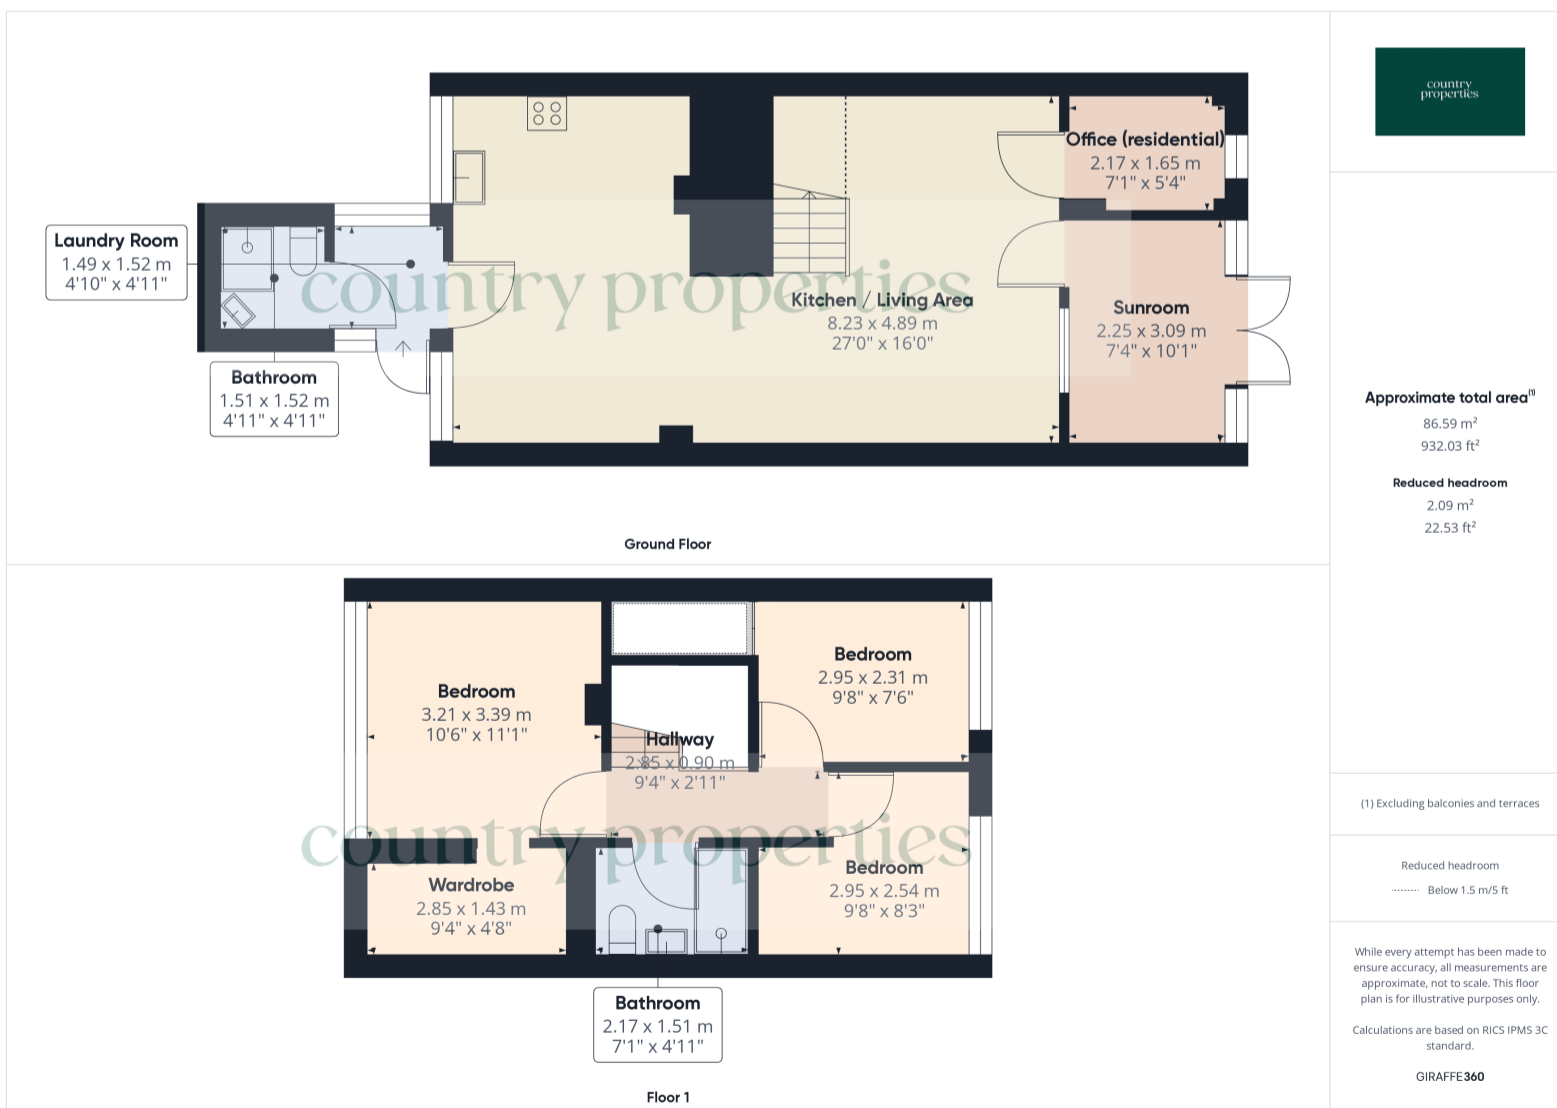 country
properties
Office (residential)
2.17 x 1.65 m
7'1" x 5'4"
Laundry Room
1.49 x 1.52 m
4'10" x 4'11"
country properties
Kitchen / Living Area
8.23 x 4.89 m
27'0" x 16'0"
Sunroom
2.25 x 3.09 m
7'4" x 10'1"
Bathroom
1.51 x 1.52 m
4'11" x 4'11"
Ground Floor
Approximate total area(1)
86.59 m²
932.03 ft²
Reduced headroom
2.09 m²
22.53 ft²
Bedroom
3.21 x 3.39 m
10'6" x 11'1"
Bedroom
2.95 x 2.31 m
9'8" x 7'6"
Hallway
2.85 x 0.90 m
9'4" x 2'11"
country properties
Wardrobe
2.85 x 1.43 m
9'4" x 4'8"
Bedroom
2.95 x 2.54 m
9'8" x 8'3"
Bathroom
2.17 x 1.51 m
7'1" x 4'11"
Floor 1
(1) Excluding balconies and terraces
Reduced headroom
Below 1.5 m/5 ft
While every attempt has been made to
ensure accuracy, all measurements are
approximate, not to scale. This floor
plan is for illustrative purposes only.
Calculations are based on RICS IPMS 3C
standard.
GIRAFFE360